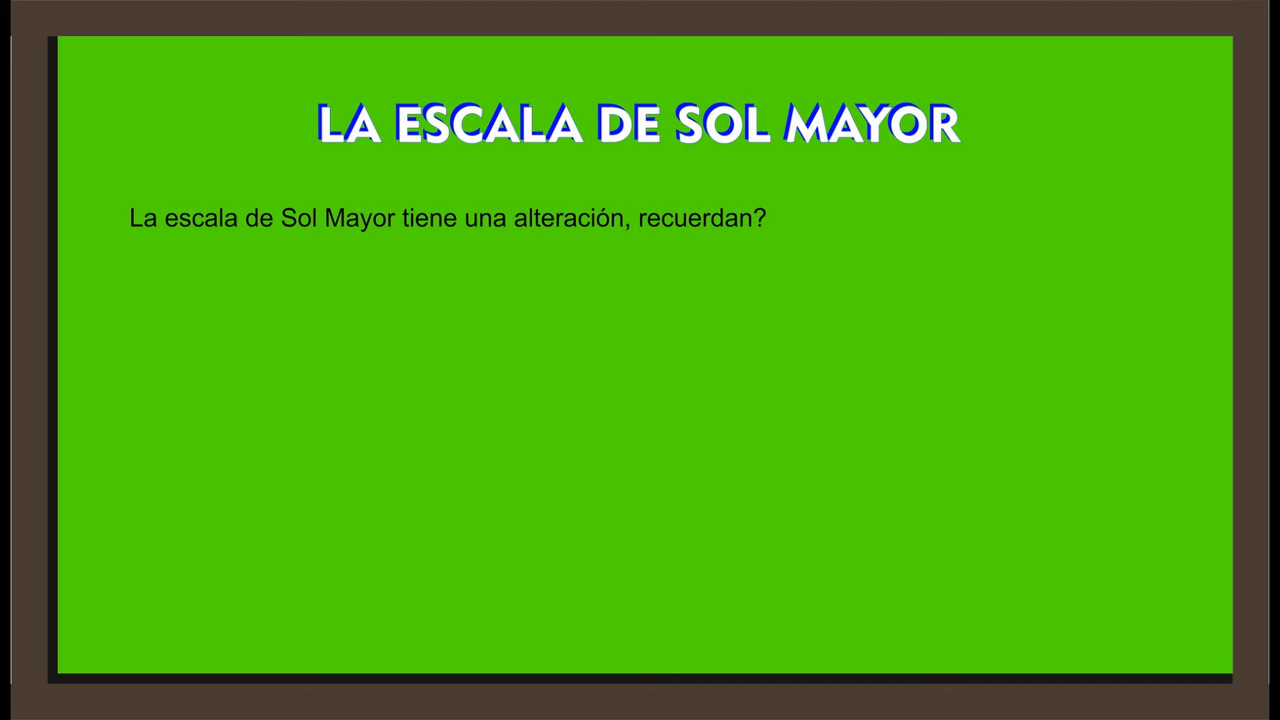 LA ESCALA DE SOL MAYOR
La escala de Sol Mayor tiene una alteración, recuerdan?